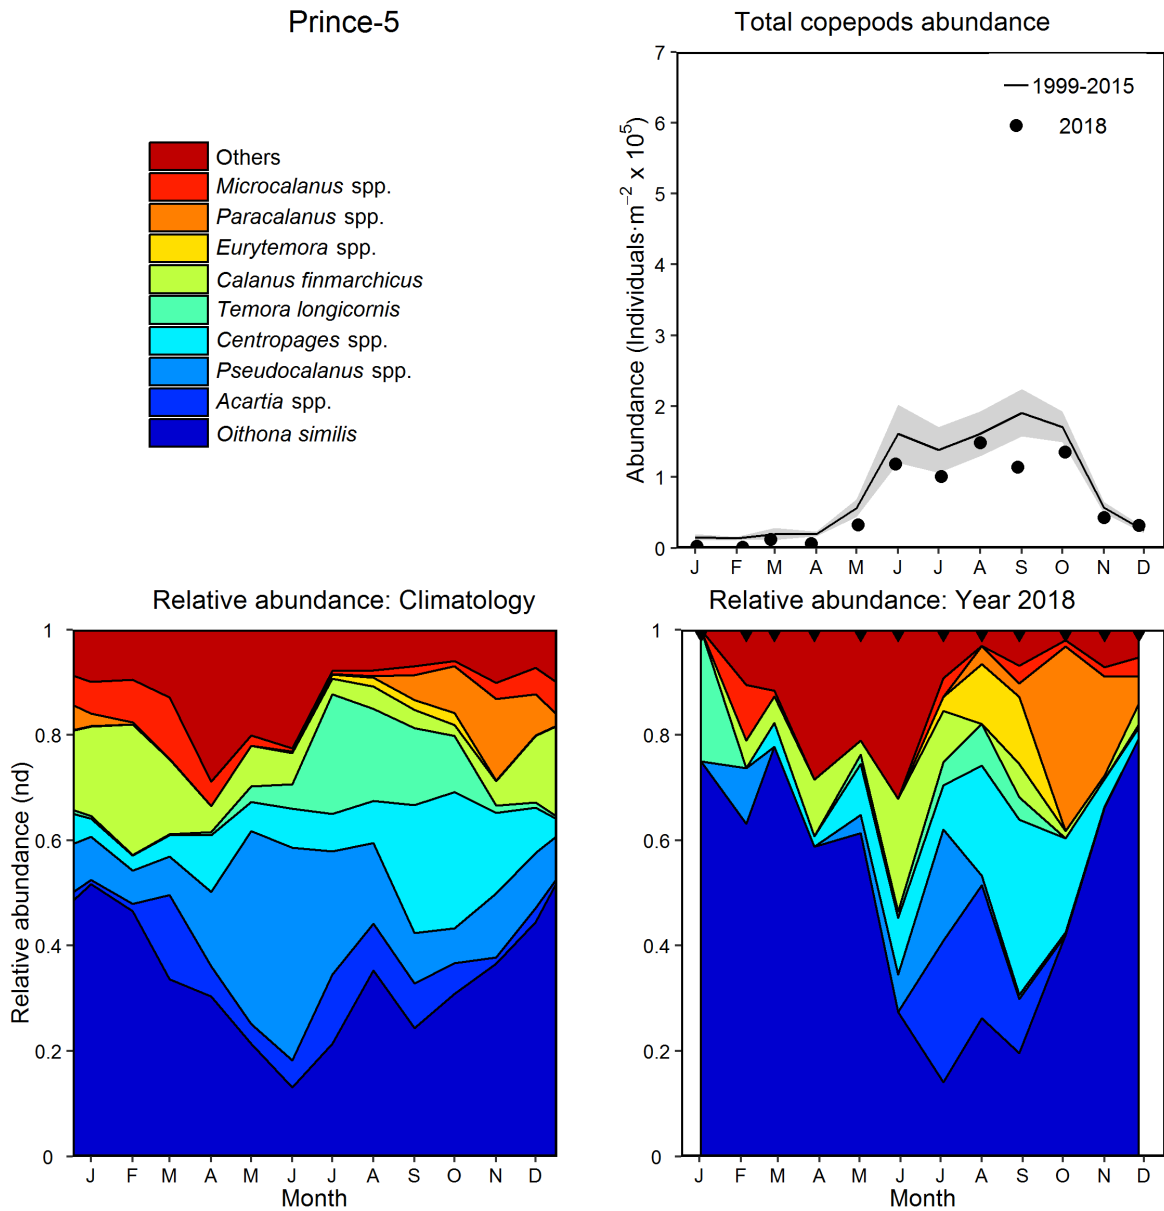 Prince-5
Others
Microcalanus spp.
Paracalanus spp.
Eurytemora spp.
Calanus finmarchicus
Temora longicornis
Centropages spp.
Pseudocalanus spp.
Acartia spp.
Oithona similis
Total copepods abundance
Abundance (Individuals·m⁻² x 10⁵)
7
6
5
4
3
2
1
0
1999-2015
2018
J F M A M J J A S O N D
Relative abundance: Climatology
Relative abundance (nd)
1
0.8
0.6
0.4
0.2
0
J F M A M J J A S O N D
Month
Relative abundance: Year 2018
1
0.8
0.6
0.4
0.2
0
J F M A M J J A S O N D
Month